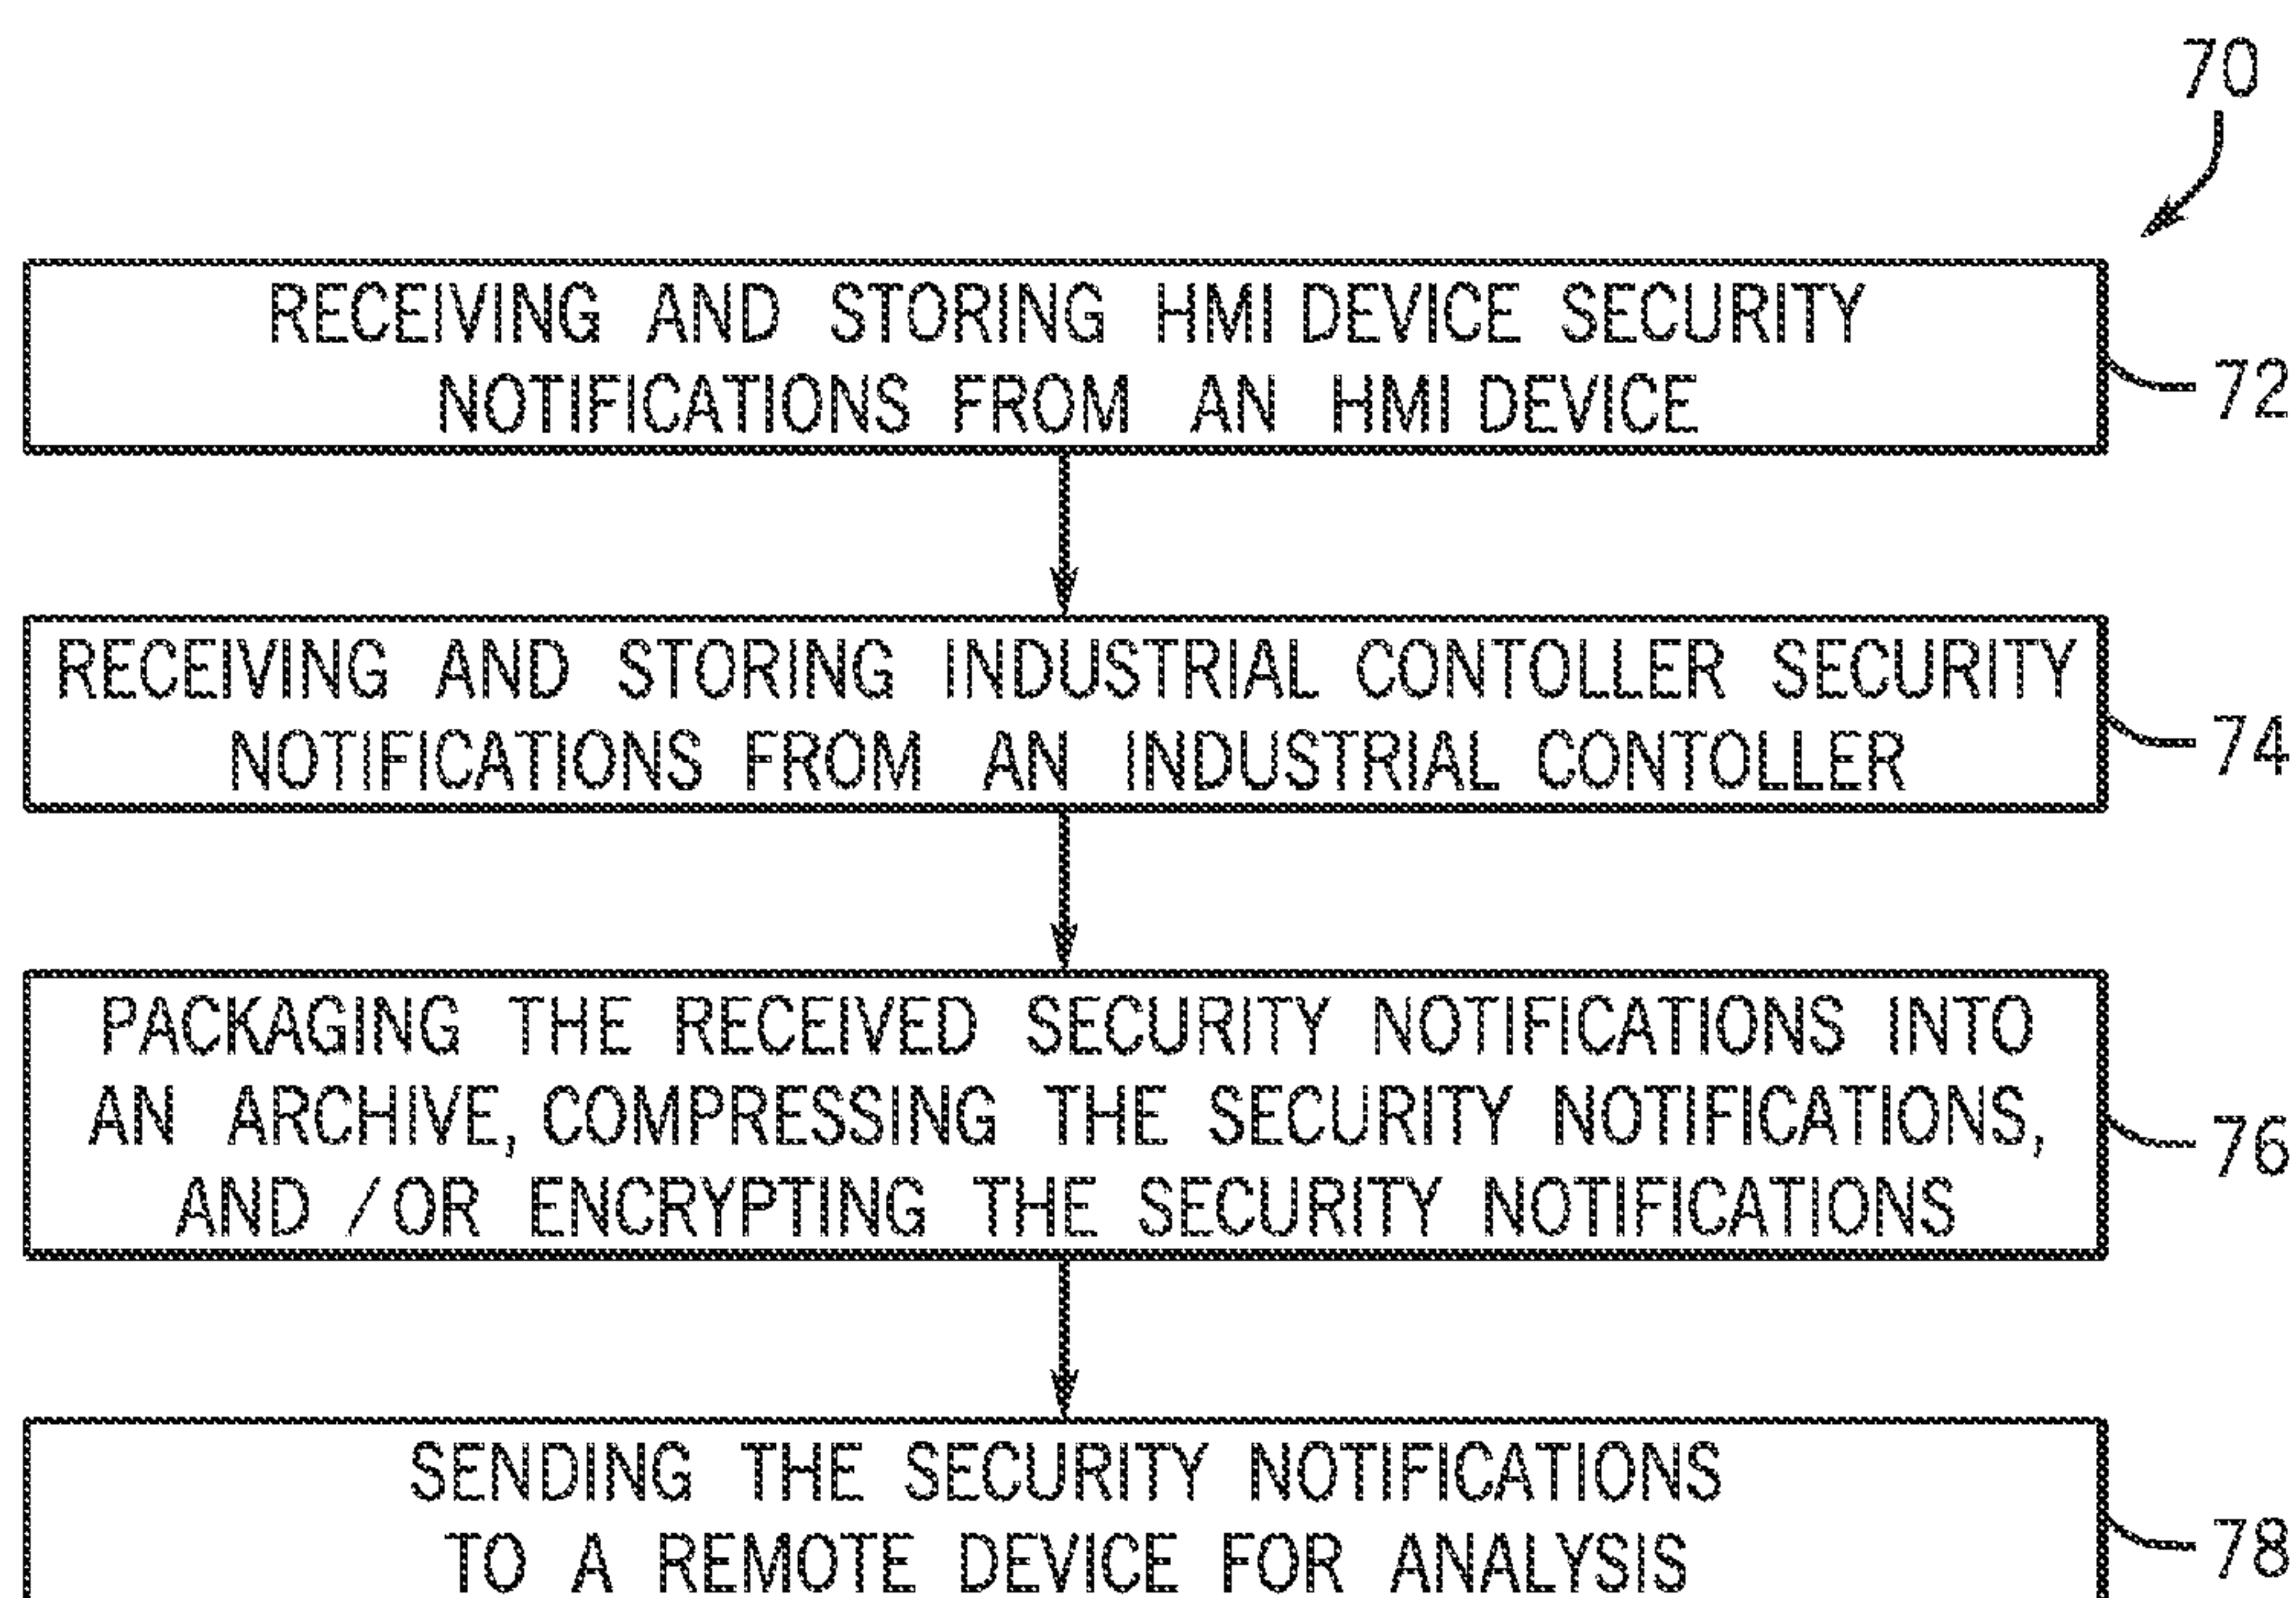 70
RECEIVING AND STORING HMI DEVICE SECURITY
NOTIFICATIONS FROM AN HMI DEVICE
72
RECEIVING AND STORING INDUSTRIAL CONTOLLER SECURITY
NOTIFICATIONS FROM AN INDUSTRIAL CONTOLLER
74
PACKAGING THE RECEIVED SECURITY NOTIFICATIONS INTO
AN ARCHIVE, COMPRESSING THE SECURITY NOTIFICATIONS,
AND /OR ENCRYPTING THE SECURITY NOTIFICATIONS
76
SENDING THE SECURITY NOTIFICATIONS
TO A REMOTE DEVICE FOR ANALYSIS
78